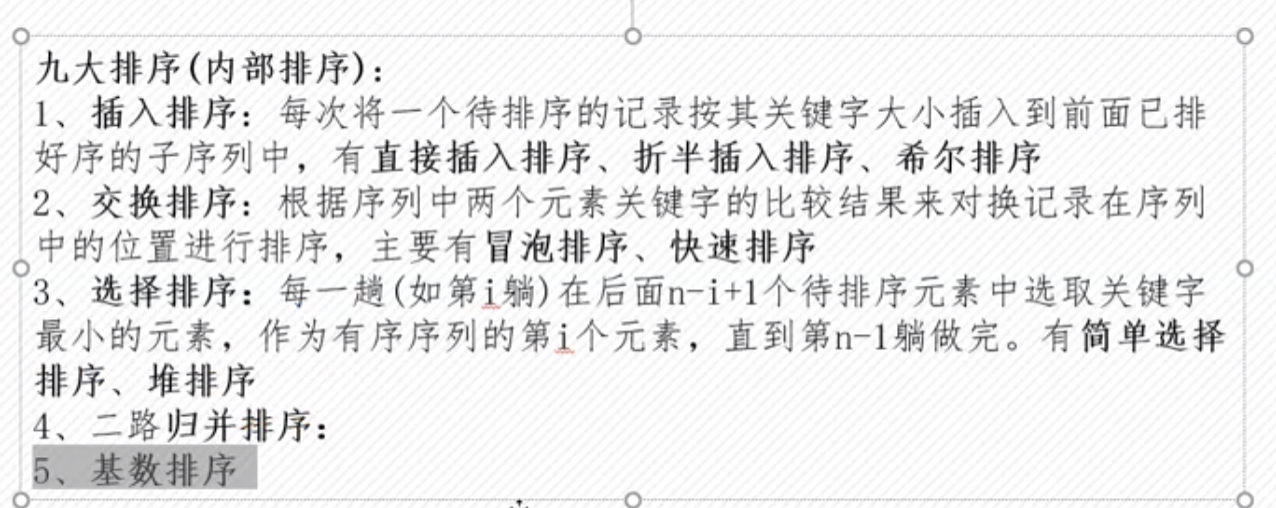 九大排序(内部排序)：
1、插入排序：每次将一个待排序的记录按其关键字大小插入到前面已排
好序的子序列中，有直接插入排序、折半插入排序、希尔排序
2、交换排序：根据序列中两个元素关键字的比较结果来对换记录在序列
中的位置进行排序，主要有冒泡排序、快速排序
3、选择排序：每一趟(如第i躺)在后面n-i+1个待排序元素中选取关键字
最小的元素，作为有序序列的第i个元素，直到第n-1躺做完。有简单选择
排序、堆排序
4、二路归并排序：
5、基数排序